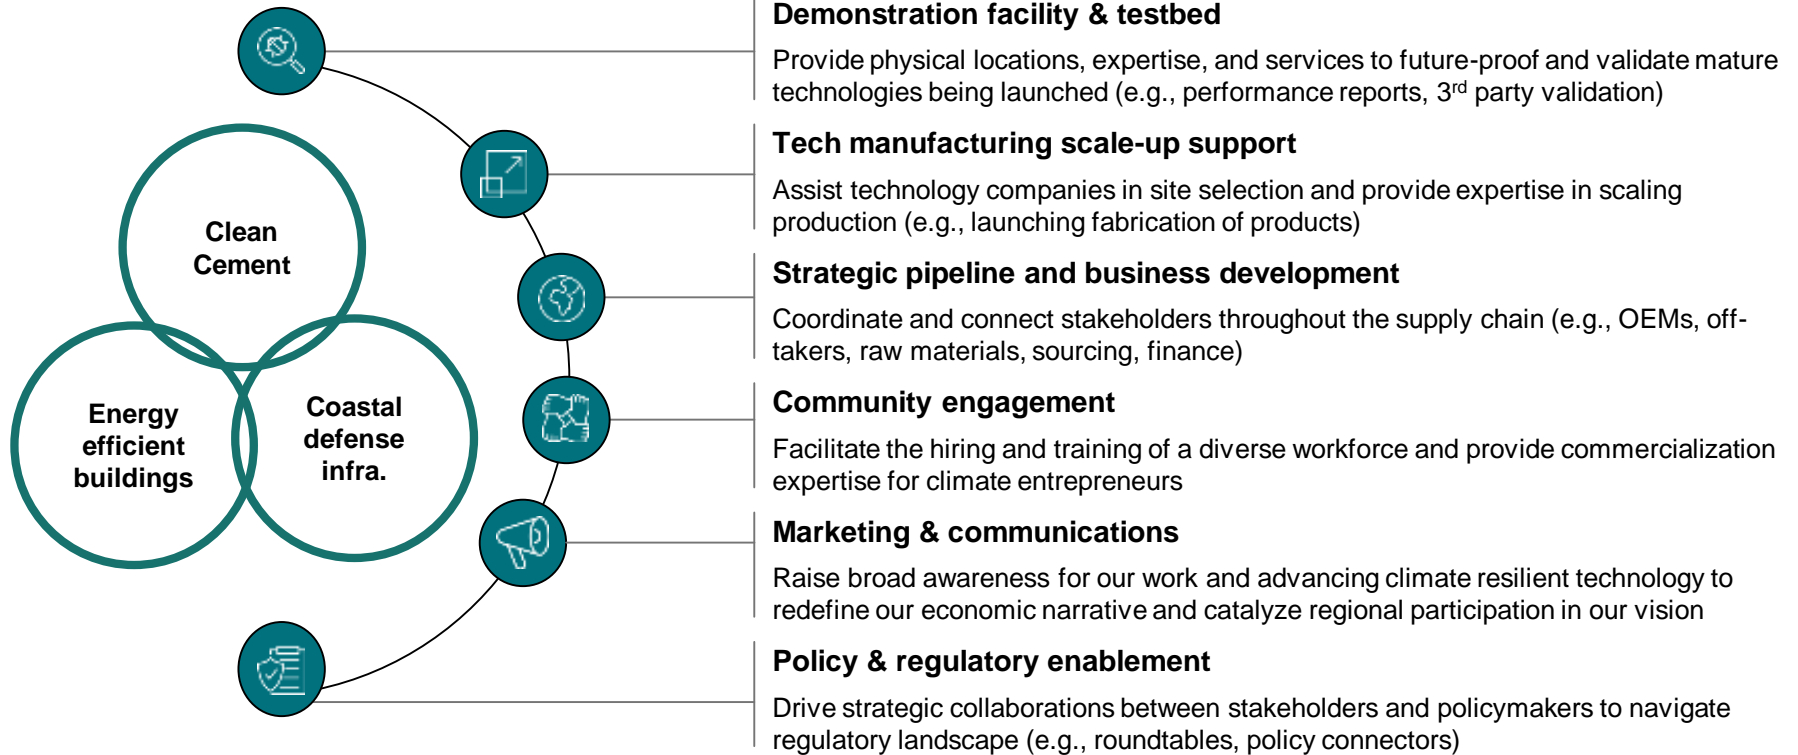 Clean
Cement
Energy
efficient
buildings
Coastal
defense
infra.
Demonstration facility & testbed
Provide physical locations, expertise, and services to future-proof and validate mature
technologies being launched (e.g., performance reports, 3rd party validation)
Tech manufacturing scale-up support
Assist technology companies in site selection and provide expertise in scaling
production (e.g., launching fabrication of products)
Strategic pipeline and business development
Coordinate and connect stakeholders throughout the supply chain (e.g., OEMs, off-
takers, raw materials, sourcing, finance)
Community engagement
Facilitate the hiring and training of a diverse workforce and provide commercialization
expertise for climate entrepreneurs
Marketing & communications
Raise broad awareness for our work and advancing climate resilient technology to
redefine our economic narrative and catalyze regional participation in our vision
Policy & regulatory enablement
Drive strategic collaborations between stakeholders and policymakers to navigate
regulatory landscape (e.g., roundtables, policy connectors)